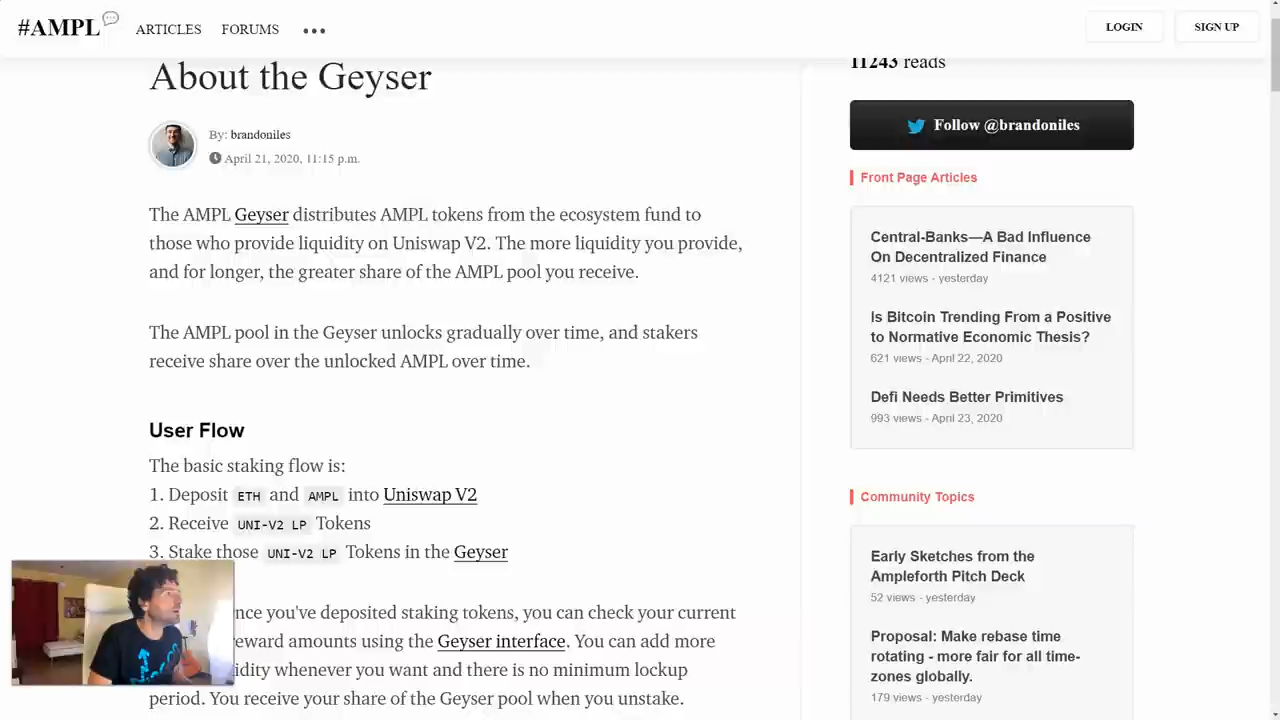 #AMPL
ARTICLES
FORUMS
LOGIN
SIGN UP
About the Geyser
By: brandoniles
April 21, 2020, 11:15 p.m.
The AMPL Geyser distributes AMPL tokens from the ecosystem fund to
those who provide liquidity on Uniswap V2. The more liquidity you provide,
and for longer, the greater share of the AMPL pool you receive.
The AMPL pool in the Geyser unlocks gradually over time, and stakers
receive share over the unlocked AMPL over time.
User Flow
The basic staking flow is:
1. Deposit ETH and AMPL into Uniswap V2
2. Receive UNI-V2 LP Tokens
3. Stake those UNI-V2 LP Tokens in the Geyser
nce you've deposited staking tokens, you can check your current
eward amounts using the Geyser interface. You can add more
idity whenever you want and there is no minimum lockup
period. You receive your share of the Geyser pool when you unstake.
11243 reads
Follow @brandoniles
Front Page Articles
Central-Banks—A Bad Influence
On Decentralized Finance
4121 views - yesterday
Is Bitcoin Trending From a Positive
to Normative Economic Thesis?
621 views - April 22, 2020
Defi Needs Better Primitives
993 views - April 23, 2020
Community Topics
Early Sketches from the
Ampleforth Pitch Deck
52 views - yesterday
Proposal: Make rebase time
rotating - more fair for all time-
zones globally.
179 views - yesterday